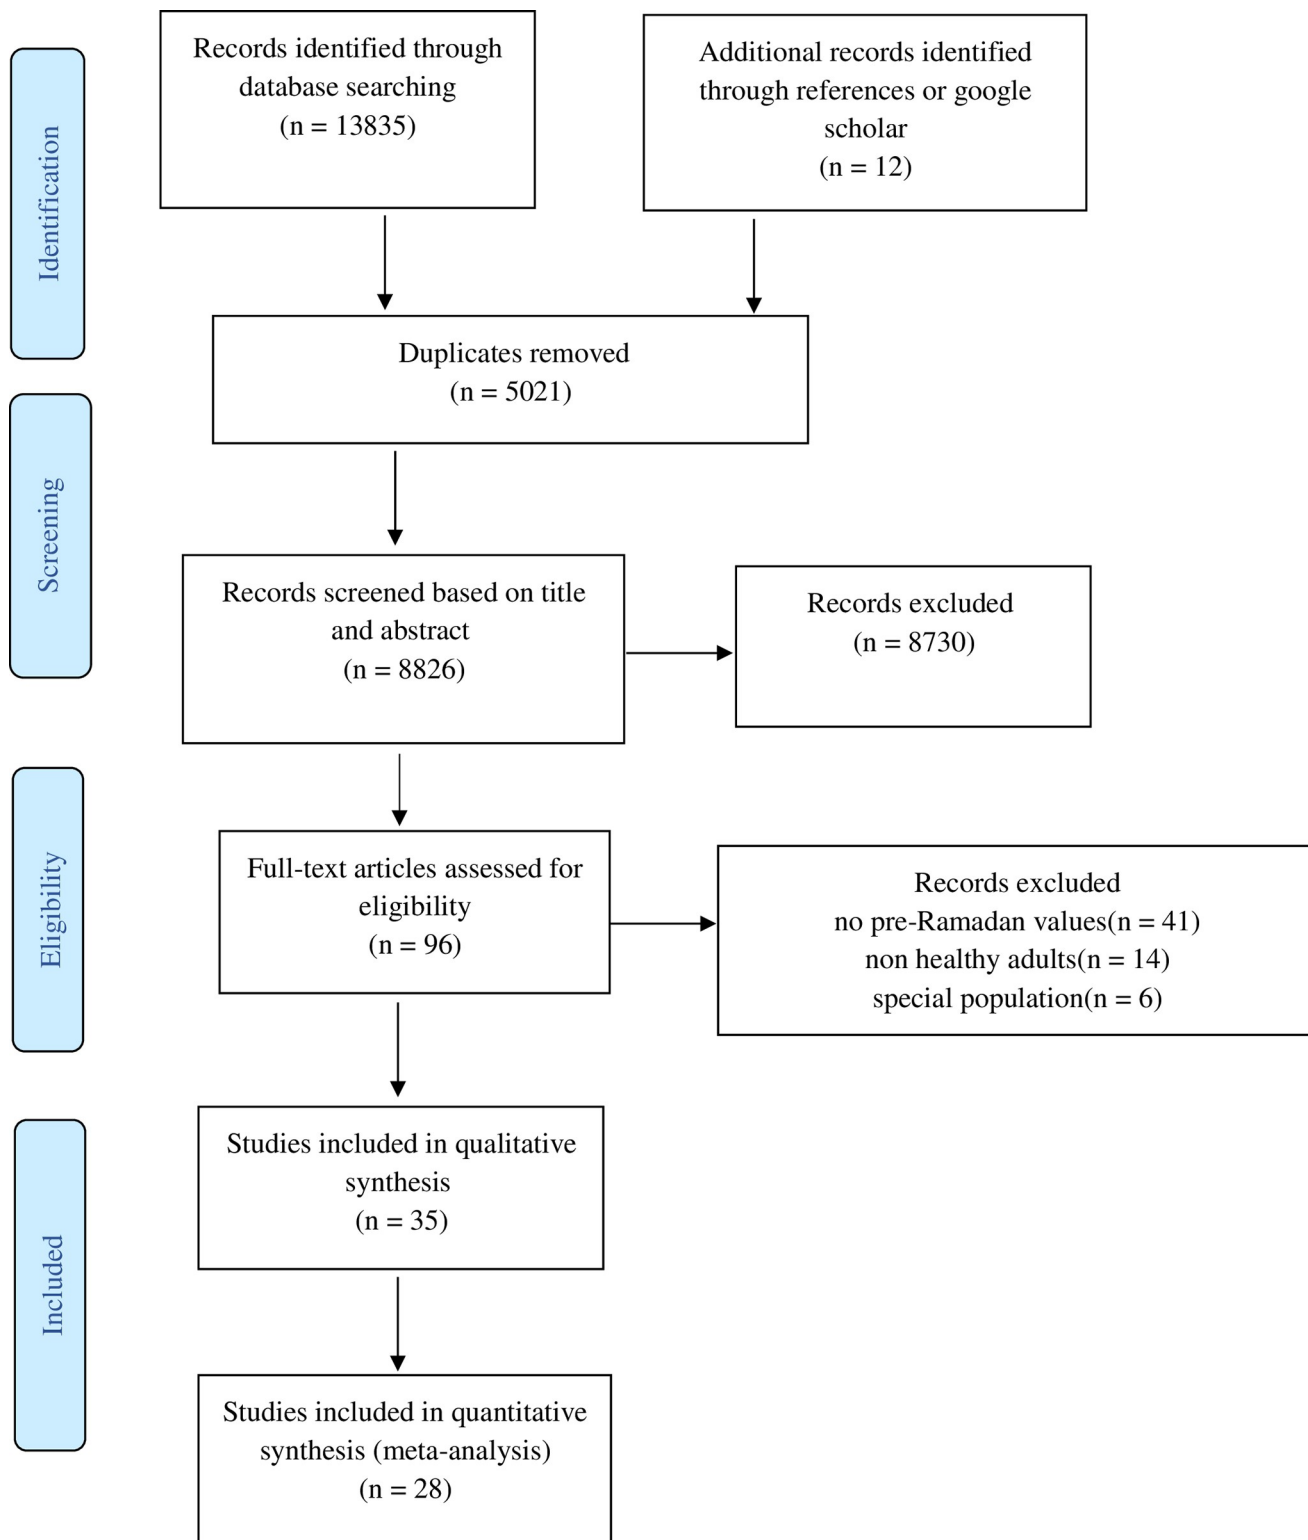 Identification
Records identified through
database searching
(n = 13835)
Additional records identified
through references or google
scholar
(n = 12)
Duplicates removed
(n = 5021)
Screening
Records screened based on title
and abstract
(n = 8826)
Records excluded
(n = 8730)
Eligibility
Full-text articles assessed for
eligibility
(n = 96)
Records excluded
no pre-Ramadan values(n = 41)
non healthy adults(n = 14)
special population(n = 6)
Included
Studies included in qualitative
synthesis
(n = 35)
Studies included in quantitative
synthesis (meta-analysis)
(n = 28)